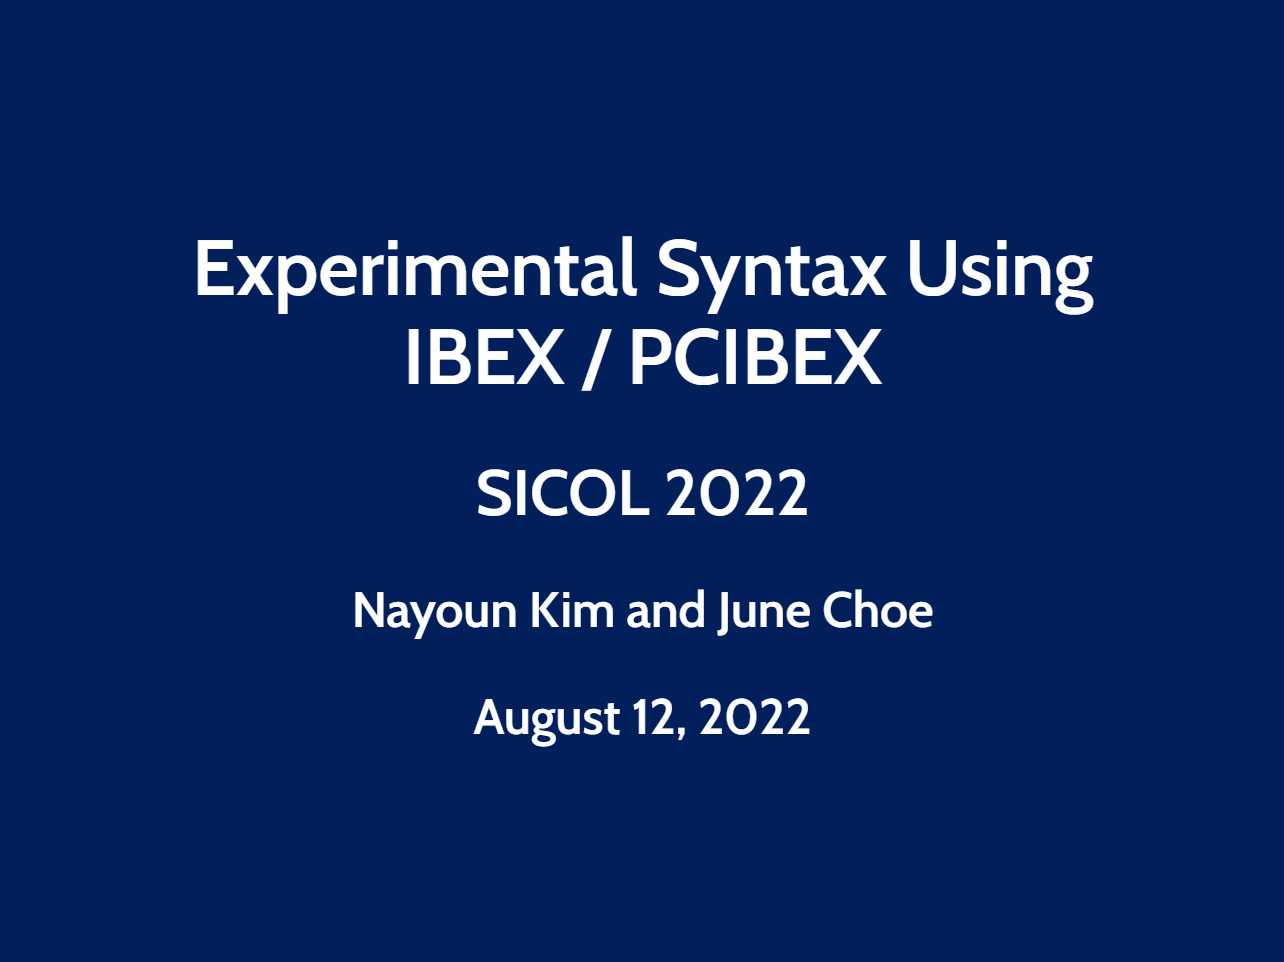 Experimental Syntax Using
IBEX / PCIBEX
SICOL 2022
Nayoun Kim and June Choe
August 12, 2022